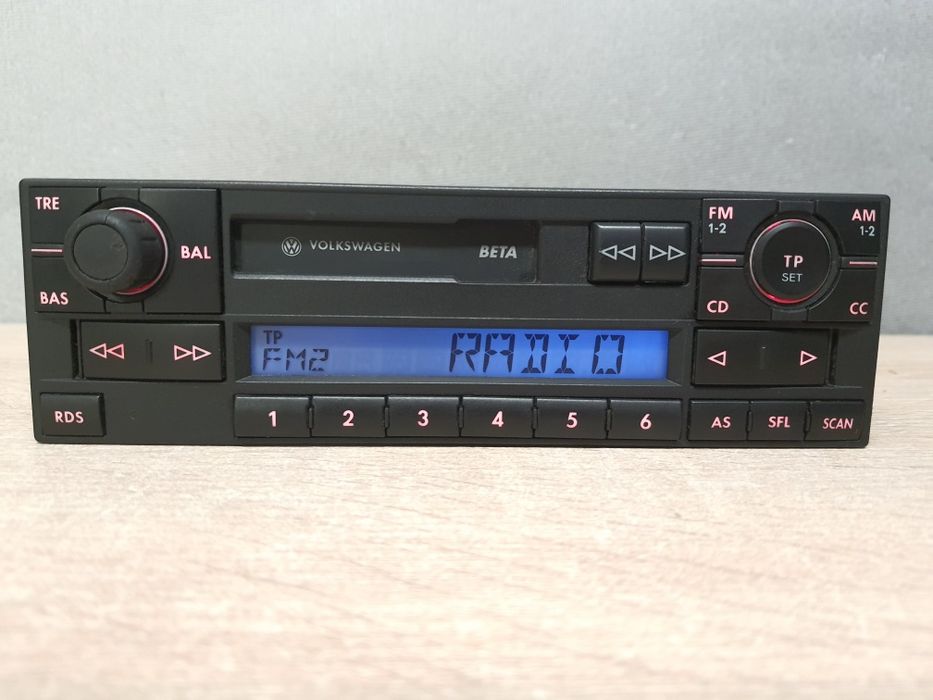 TRE
BAL
BAS
VOLKSWAGEN
BETA
FM
1-2
AM
1-2
TP
SET
CD
CC
TP
FM2
RADIO
RDS
1
2
3
4
5
6
AS
SFL
SCAN